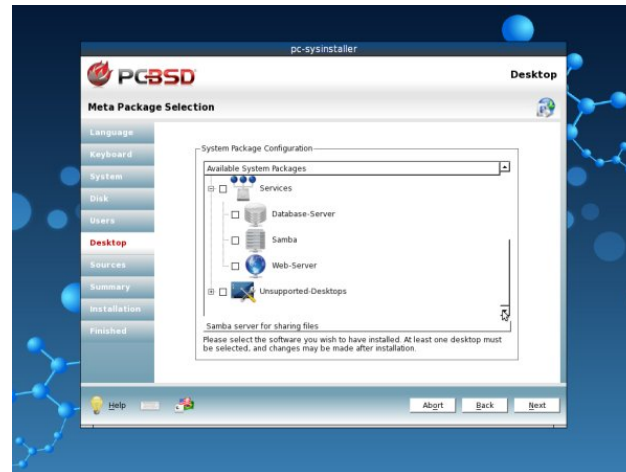 pc-sysinstaller
PCBSD
Desktop
Meta Package Selection
Language
Keyboard
System
Disk
Users
Desktop
Sources
Summary
Installation
Finished
System Package Configuration
Available System Packages
Services
Database-Server
Samba
Web-Server
Unsupported-Desktops
Samba server for sharing files
Please select the software you wish to have installed. At least one desktop must
be selected, and changes may be made after installation.
Help
Abort
Back
Next